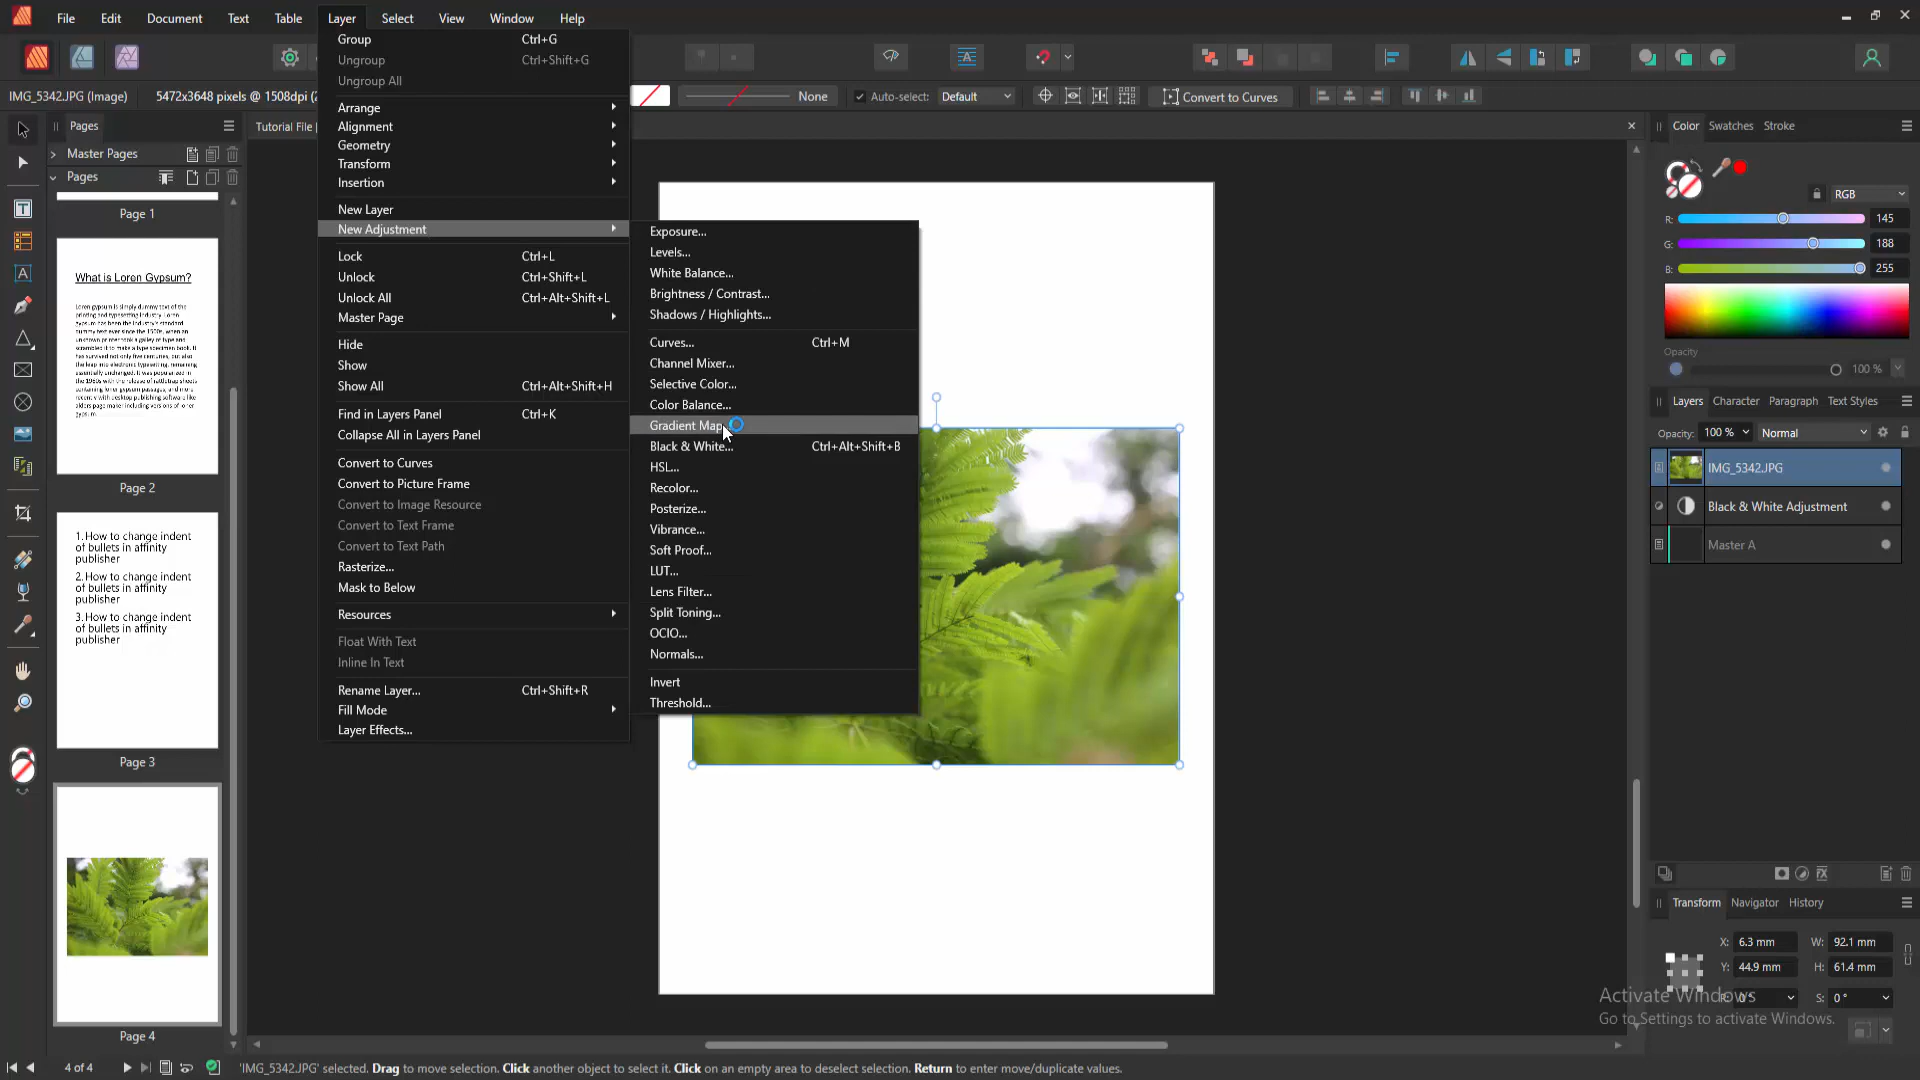 File Edit Document Text Table Layer Select View Window Help
IMG_5342.JPG (Image) 5472x3648 pixels @ 1508dpi None Auto-select: Default Convert to Curves
Pages
Master Pages
Pages
Page 1
What is Loren Gypsum?
Page 2
1. How to change indent
of bullets in affinity
publisher
2. How to change indent
of bullets in affinity
publisher
3. How to change indent
of bullets in affinity
publisher
Page 3
Page 4
Tutorial File
Group Ctrl+G
Ungroup Ctrl+Shift+G
Ungroup All
Arrange
Alignment
Geometry
Transform
Insertion
New Layer
New Adjustment
Lock Ctrl+L
Unlock Ctrl+Shift+L
Unlock All Ctrl+Alt+Shift+L
Master Page
Hide
Show
Show All Ctrl+Alt+Shift+H
Find in Layers Panel Ctrl+K
Collapse All in Layers Panel
Convert to Curves
Convert to Picture Frame
Convert to Image Resource
Convert to Text Frame
Convert to Text Path
Rasterize...
Mask to Below
Resources
Float With Text
Inline In Text
Rename Layer... Ctrl+Shift+R
Fill Mode
Layer Effects...
Exposure...
Levels...
White Balance...
Brightness / Contrast...
Shadows / Highlights...
Curves... Ctrl+M
Channel Mixer...
Selective Color...
Color Balance...
Gradient Map
Black & White... Ctrl+Alt+Shift+B
HSL...
Recolor...
Posterize...
Vibrance...
Soft Proof...
LUT...
Lens Filter...
Split Toning...
OCIO...
Normals...
Invert
Threshold...
Color Swatches Stroke
RGB
R: 145
G: 188
B: 255
Opacity
100 %
Layers Character Paragraph Text Styles
Opacity: 100 % Normal
IMG_5342.JPG
Black & White Adjustment
Master A
Transform Navigator History
X: 6.3 mm W: 92.1 mm
Y: 44.9 mm H: 61.4 mm
R: 0° S: 0°
Activate Windows
Go to Settings to activate Windows.
4 of 4 'IMG_5342.JPG' selected. Drag to move selection. Click another object to select it. Click on an empty area to deselect selection. Return to enter move/duplicate values.